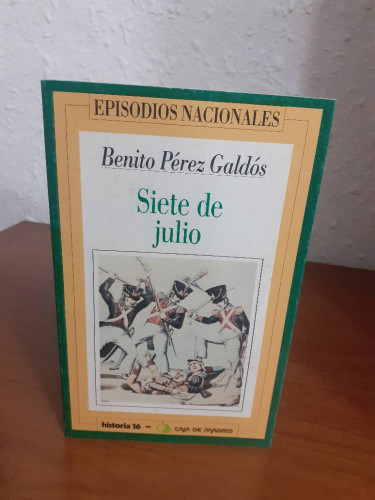 EPISODIOS NACIONALES
Benito Pérez Galdós
Siete de
julio
historia 16 – CAJA DE MADRID